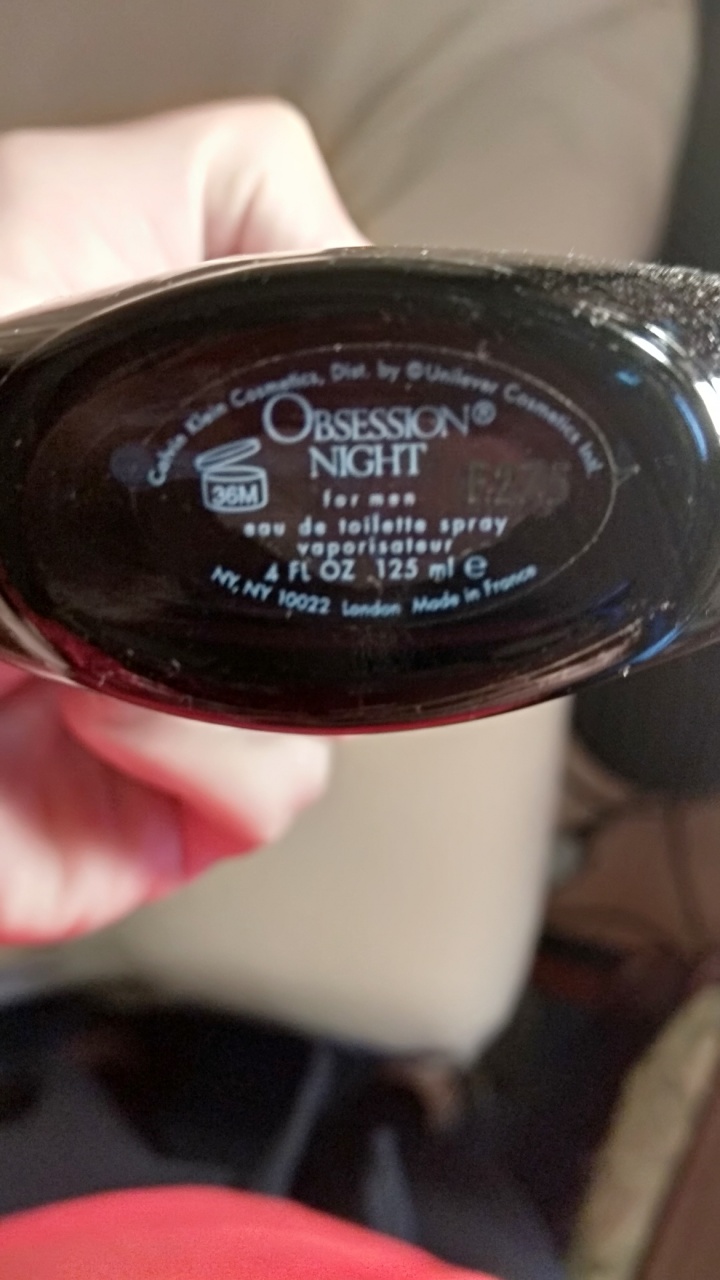 Calvin Klein Cosmetics, Dist. by ©Unilever Cosmetics Intl
OBSESSION®
NIGHT
36M
for men
eau de toilette spray
vaporisateur
4 FL OZ 125 ml e
NY, NY 10022 London Made in France